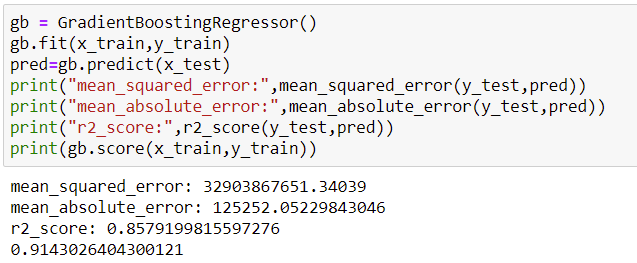 gb = GradientBoostingRegressor()
gb.fit(x_train,y_train)
pred=gb.predict(x_test)
print("mean_squared_error:",mean_squared_error(y_test,pred))
print("mean_absolute_error:",mean_absolute_error(y_test,pred))
print("r2_score:",r2_score(y_test,pred))
print(gb.score(x_train,y_train))
mean_squared_error: 32903867651.34039
mean_absolute_error: 125252.05229843046
r2_score: 0.8579199815597276
0.9143026404300121